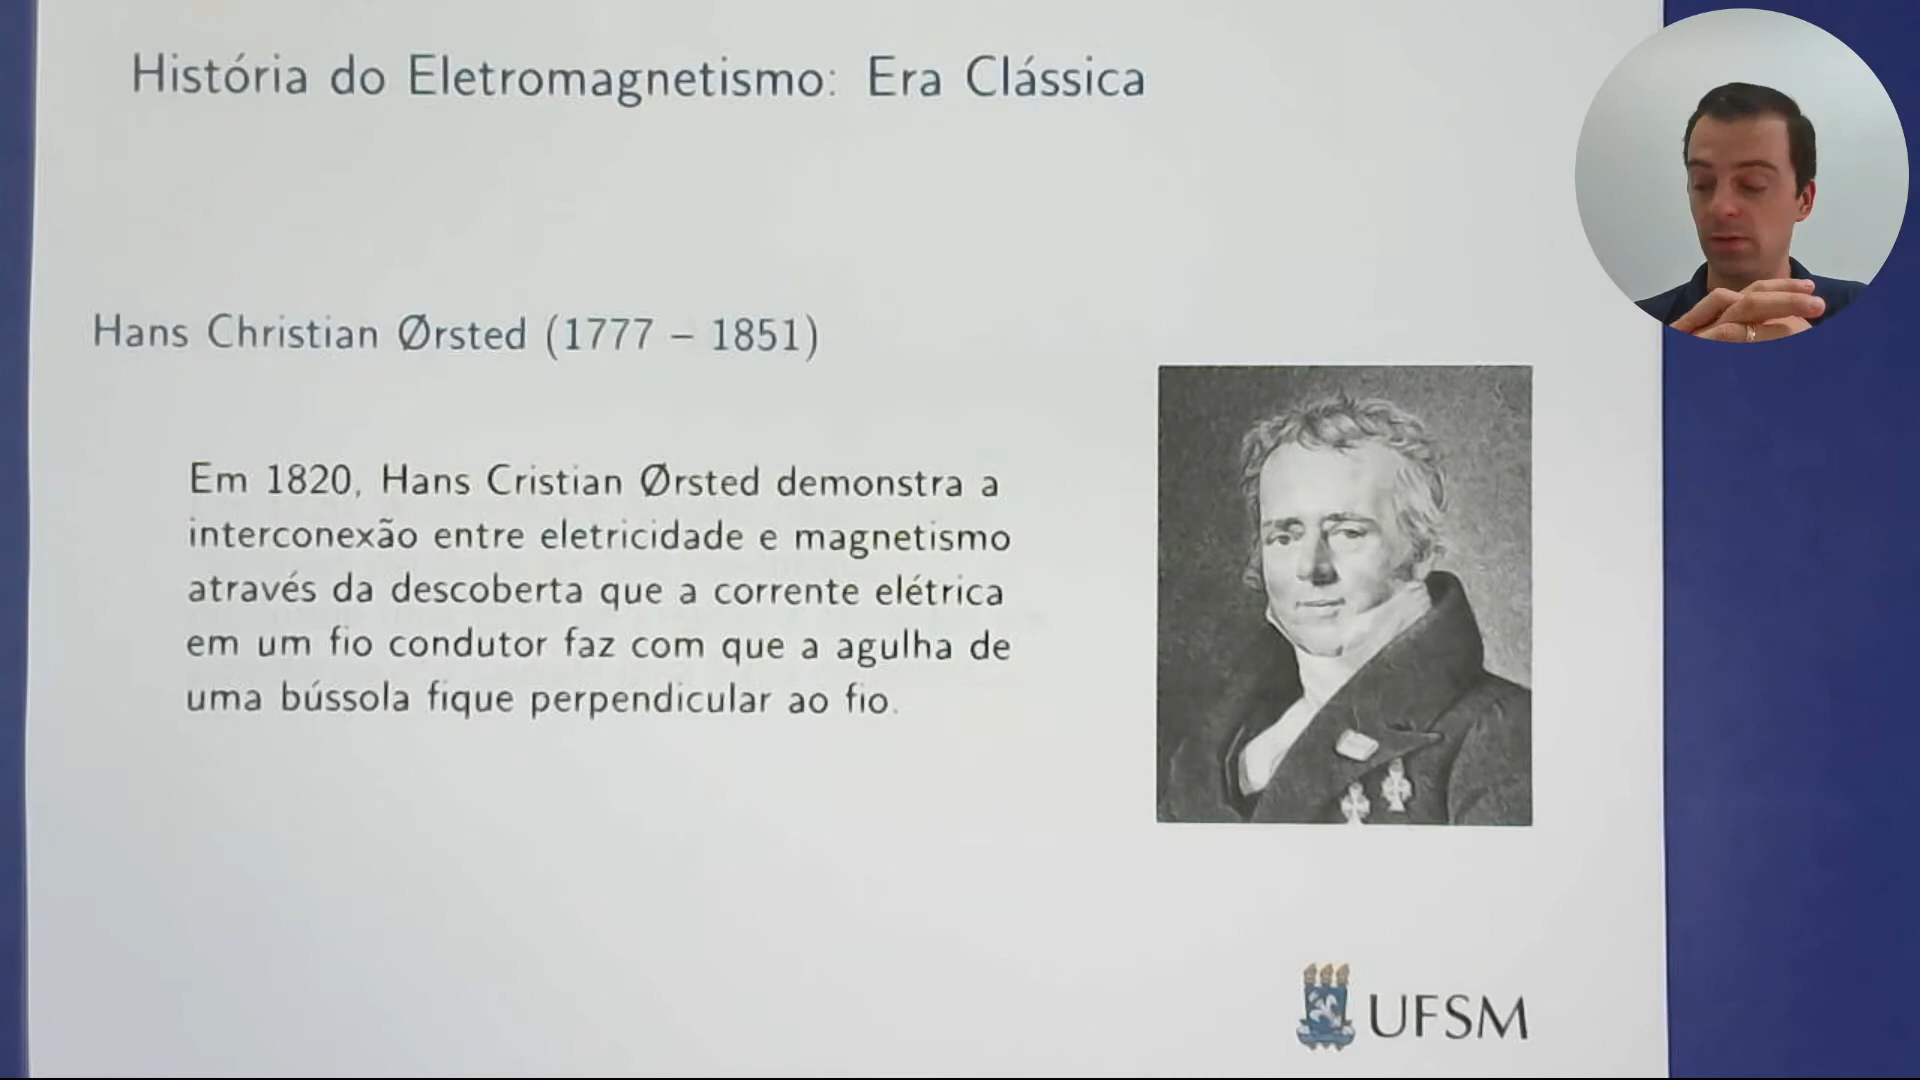 História do Eletromagnetismo: Era Clássica
Hans Christian Ørsted (1777 – 1851)
Em 1820, Hans Cristian Ørsted demonstra a
interconexão entre eletricidade e magnetismo
através da descoberta que a corrente elétrica
em um fio condutor faz com que a agulha de
uma bússola fique perpendicular ao fio.
UFSM